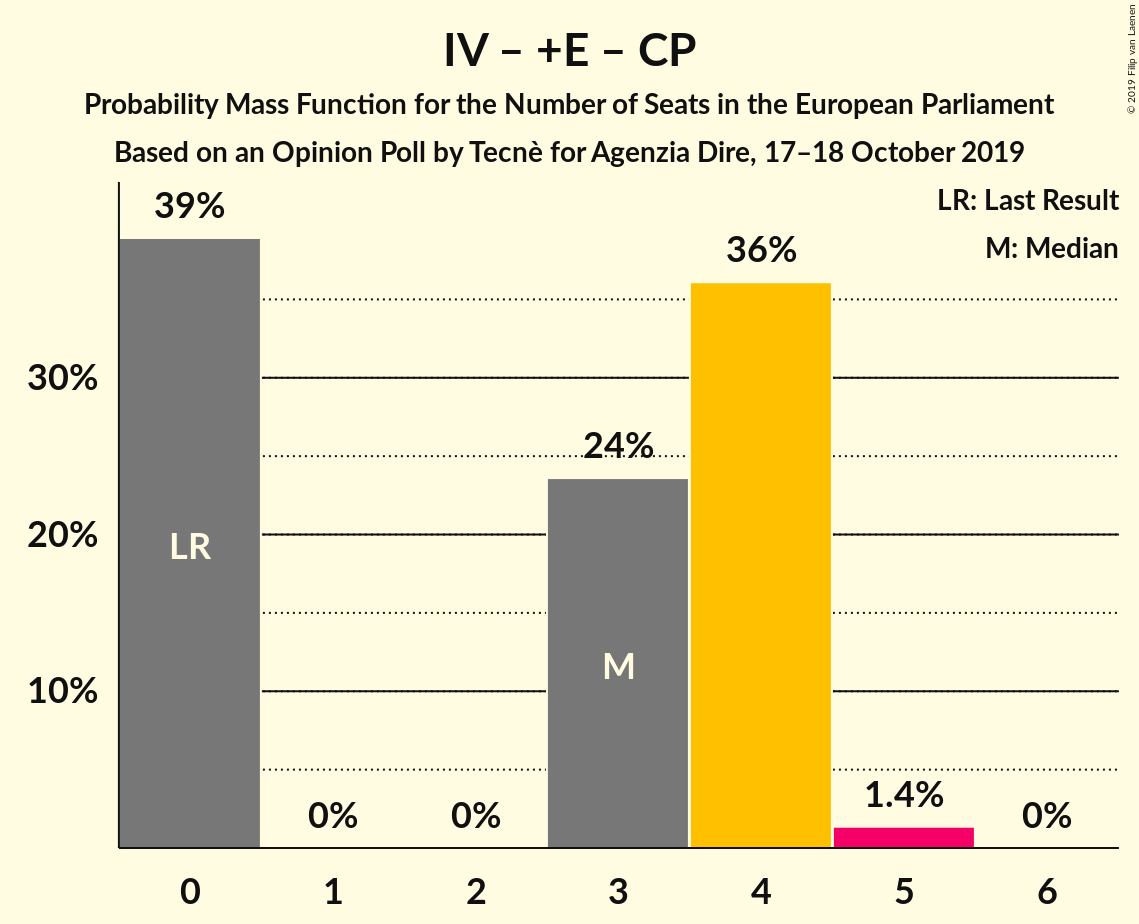 IV – +E – CP
Probability Mass Function for the Number of Seats in the European Parliament
Based on an Opinion Poll by Tecnè for Agenzia Dire, 17–18 October 2019
© 2019 Filip van Laenen
LR: Last Result
M: Median
39%
36%
30%
24%
20%
LR
M
10%
0%
0%
1.4%
0%
0
1
2
3
4
5
6